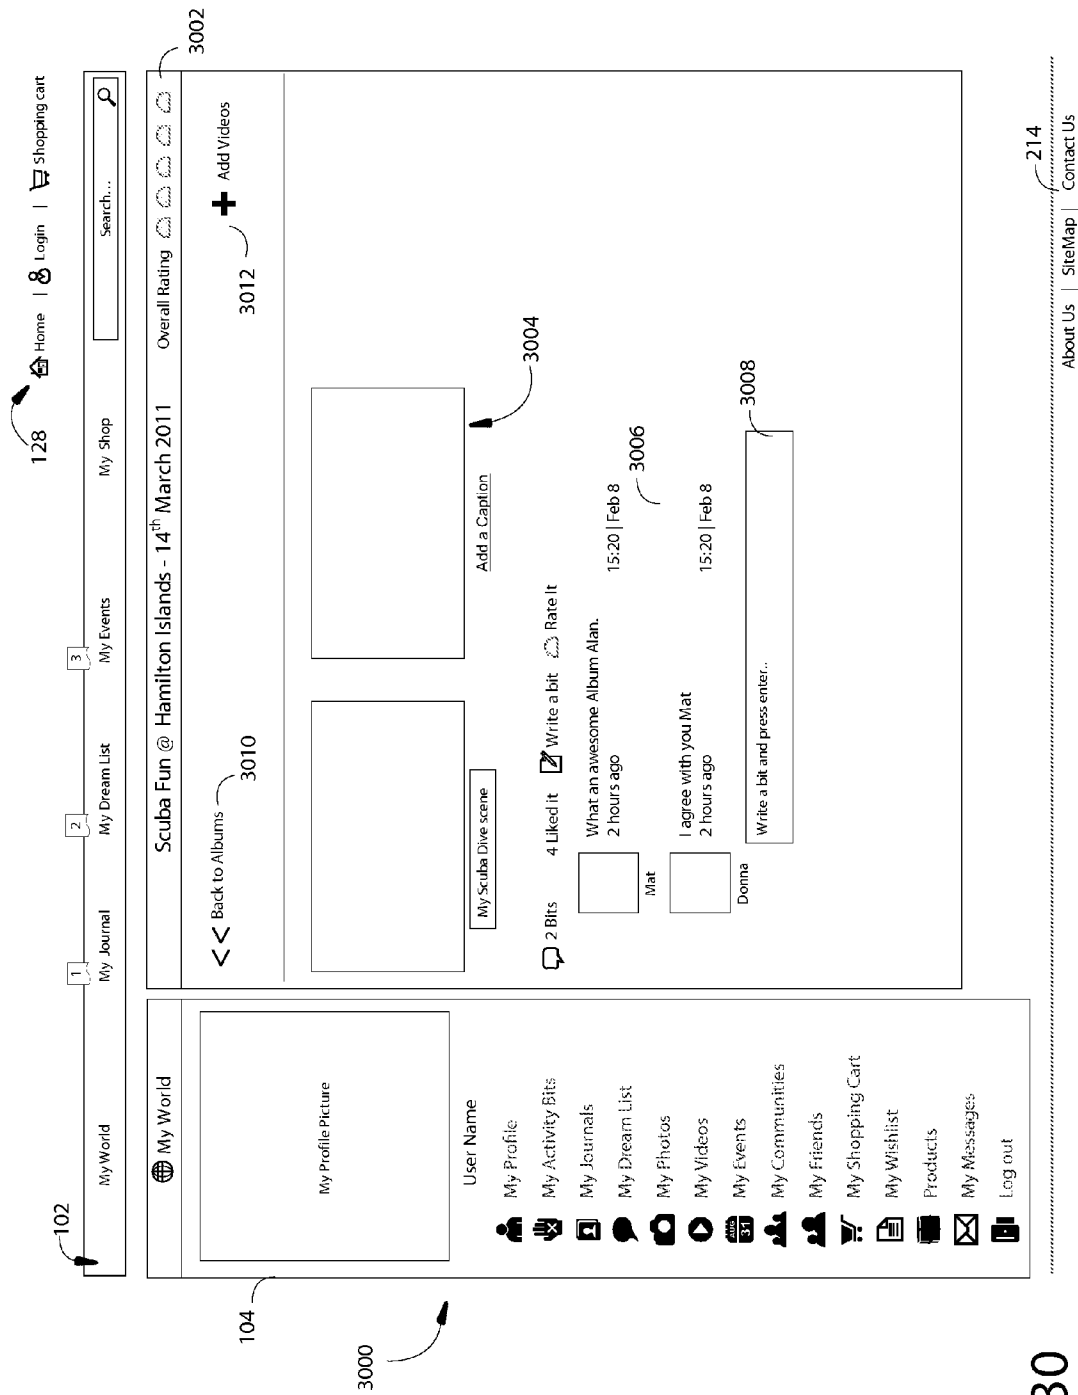 128
Home | Login | Shopping cart
102
1
2
3
My World My Journal My Dream List My Events My Shop Search...
My World
Scuba Fun @ Hamilton Islands - 14th March 2011 Overall Rating
3002
104
3000
My Profile Picture
User Name
My Profile
My Activity Bits
My Journals
My Dream List
My Photos
My Videos
My Events
AUG
31
My Communities
My Friends
My Shopping Cart
My Wishlist
Products
My Messages
Log out
<< Back to Albums
3010
Add Videos
3012
3004
My Scuba Dive scene
Add a Caption
2 Bits 4 Liked it Write a bit Rate It
What an awesome Album Alan.
2 hours ago
15:20 | Feb 8
Mat
3006
I agree with you Mat
2 hours ago
15:20 | Feb 8
Donna
Write a bit and press enter..
3008
214
About Us | SiteMap | Contact Us
30